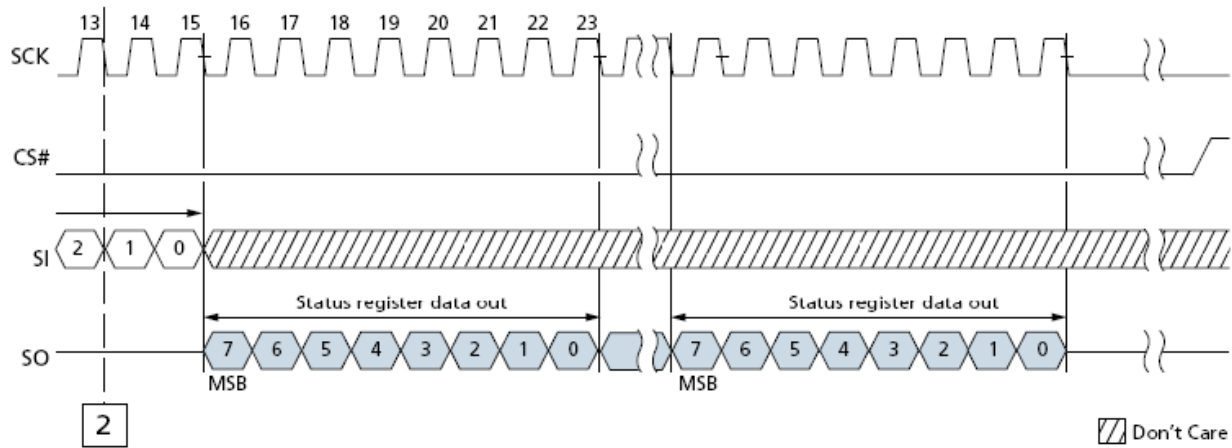 13 14 15 16 17 18 19 20 21 22 23
SCK
CS#
SI 2 1 0
Status register data out Status register data out
SO 7 6 5 4 3 2 1 0 7 6 5 4 3 2 1 0
MSB MSB
2
Don't Care